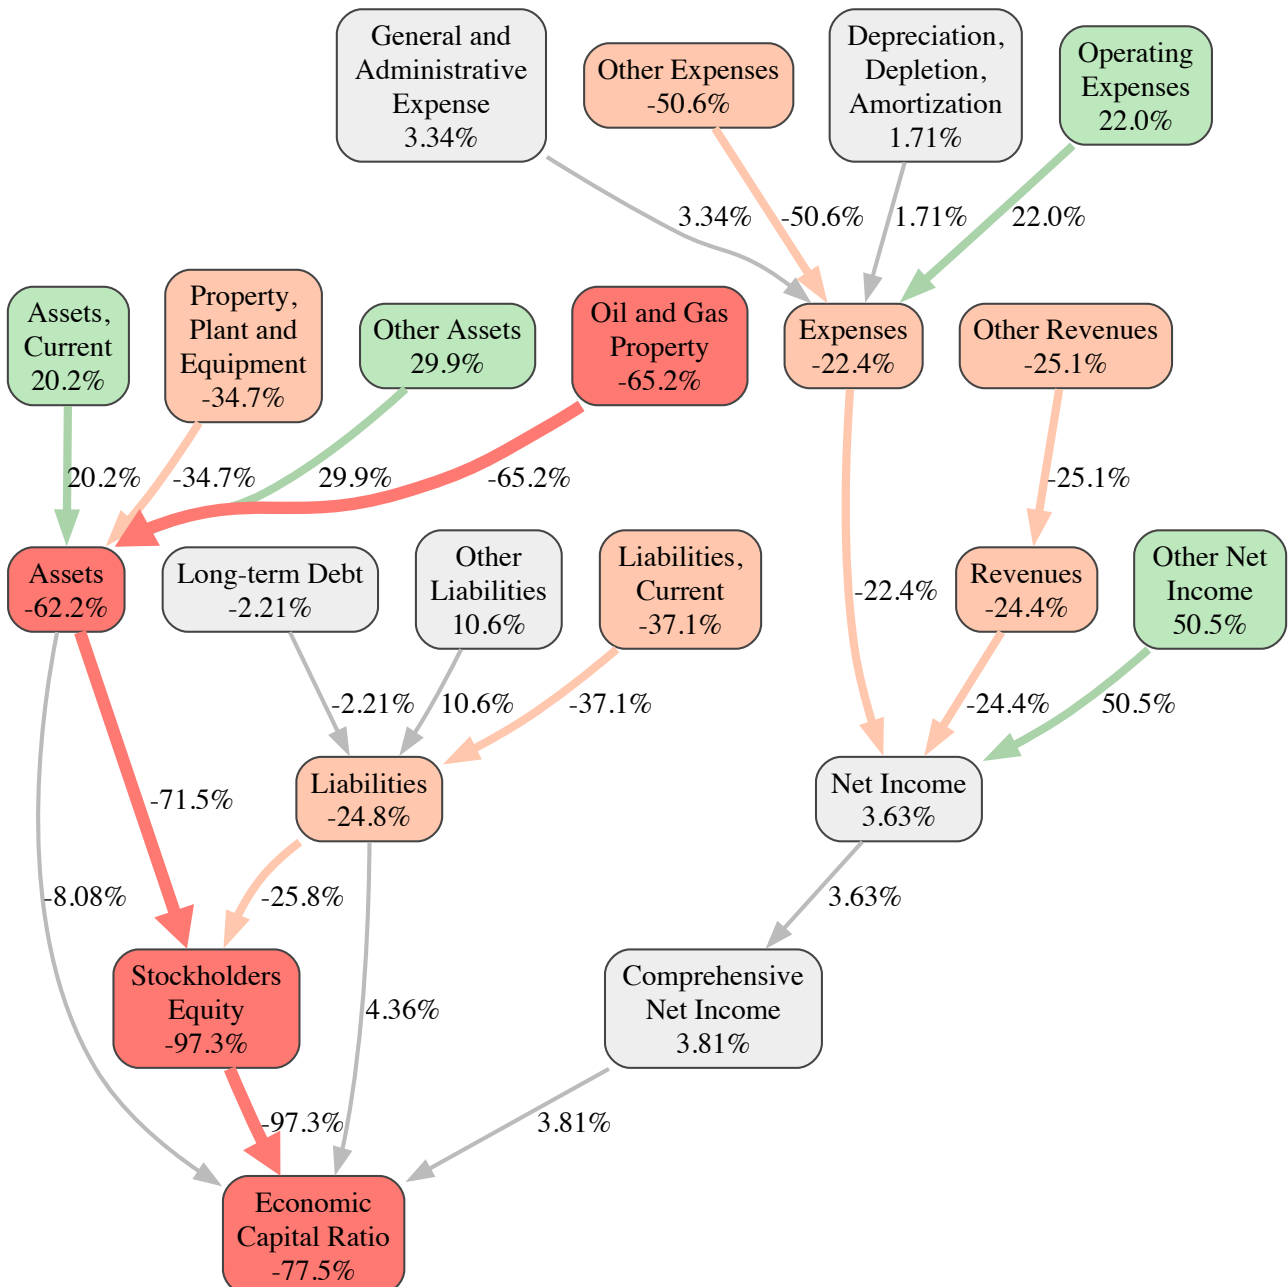 General and
Administrative
Expense
3.34%
Other Expenses
-50.6%
Depreciation,
Depletion,
Amortization
1.71%
Operating
Expenses
22.0%
3.34%
-50.6%
1.71%
22.0%
Assets,
Current
20.2%
Property,
Plant and
Equipment
-34.7%
Other Assets
29.9%
Oil and Gas
Property
-65.2%
Expenses
-22.4%
Other Revenues
-25.1%
20.2%
-34.7%
29.9%
-65.2%
-25.1%
Assets
-62.2%
Long-term Debt
-2.21%
Other
Liabilities
10.6%
Liabilities,
Current
-37.1%
-22.4%
Revenues
-24.4%
Other Net
Income
50.5%
-2.21%
10.6%
-37.1%
-24.4%
50.5%
-71.5%
Liabilities
-24.8%
Net Income
3.63%
-8.08%
-25.8%
3.63%
Stockholders
Equity
-97.3%
4.36%
Comprehensive
Net Income
3.81%
-97.3%
3.81%
Economic
Capital Ratio
-77.5%